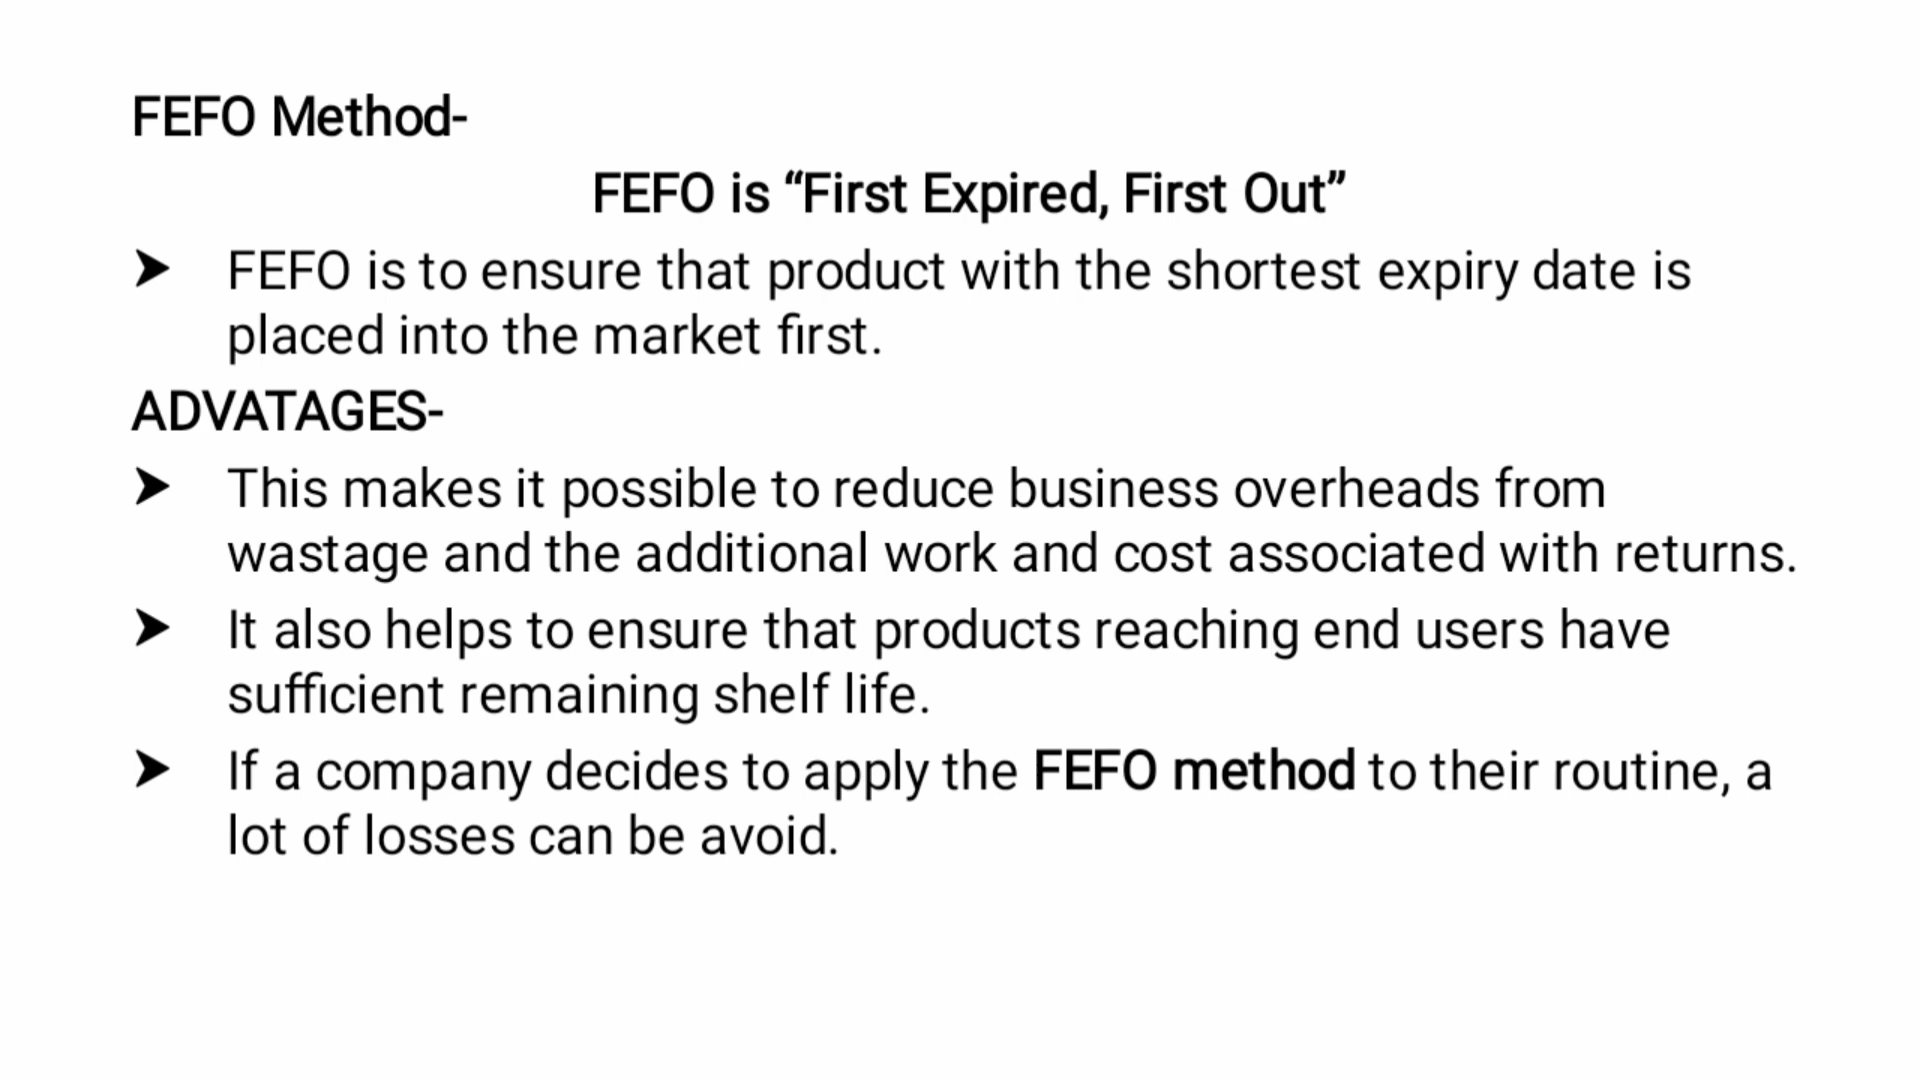 FEFO Method-
FEFO is “First Expired, First Out”
➤ FEFO is to ensure that product with the shortest expiry date is
placed into the market first.
ADVATAGES-
➤ This makes it possible to reduce business overheads from
wastage and the additional work and cost associated with returns.
➤ It also helps to ensure that products reaching end users have
sufficient remaining shelf life.
➤ If a company decides to apply the FEFO method to their routine, a
lot of losses can be avoid.